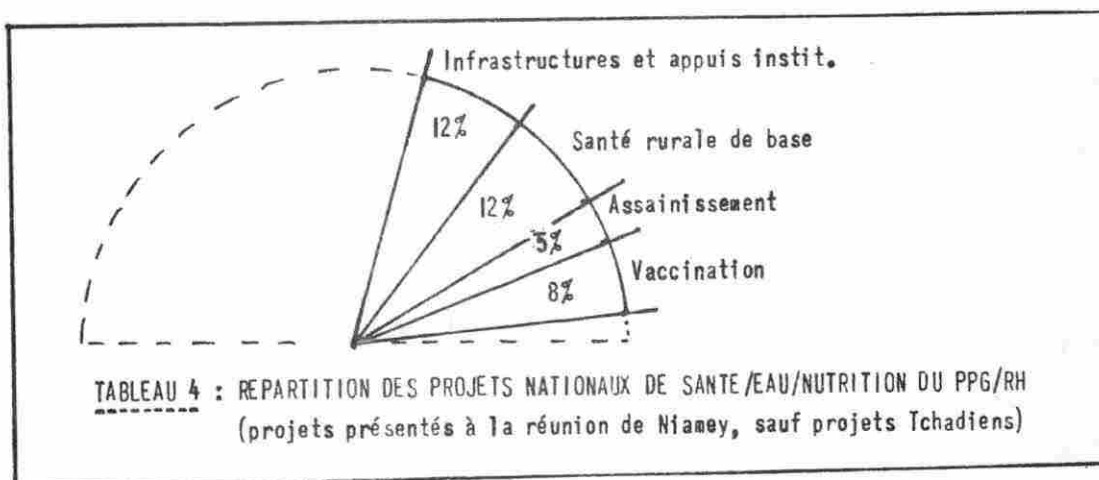 Infrastructures et appuis instit.
12%
Santé rurale de base
12%
Assainissement
5%
Vaccination
8%
TABLEAU 4 : REPARTITION DES PROJETS NATIONAUX DE SANTE/EAU/NUTRITION DU PPG/RH
(projets présentés à la réunion de Niamey, sauf projets Tchadiens)